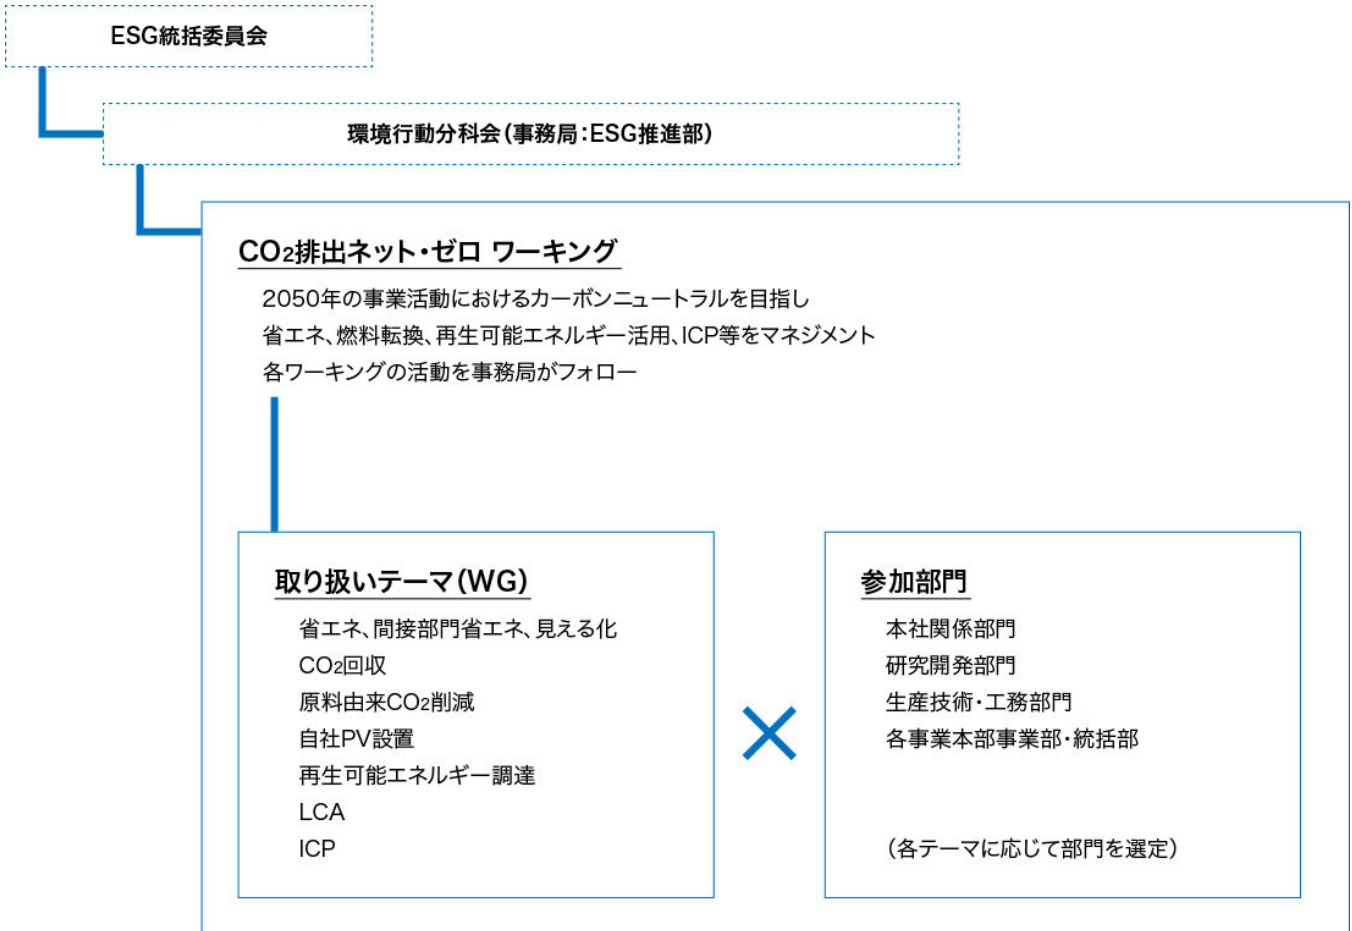 ESG統括委員会
環境行動分科会(事務局:ESG推進部)
CO2排出ネット・ゼロ ワーキング
2050年の事業活動におけるカーボンニュートラルを目指し
省エネ、燃料転換、再生可能エネルギー活用、ICP等をマネジメント
各ワーキングの活動を事務局がフォロー
取り扱いテーマ(WG)
省エネ、間接部門省エネ、見える化
CO2回収
原料由来CO2削減
自社PV設置
再生可能エネルギー調達
LCA
ICP
参加部門
本社関係部門
研究開発部門
生産技術・工務部門
各事業本部事業部・統括部
(各テーマに応じて部門を選定)